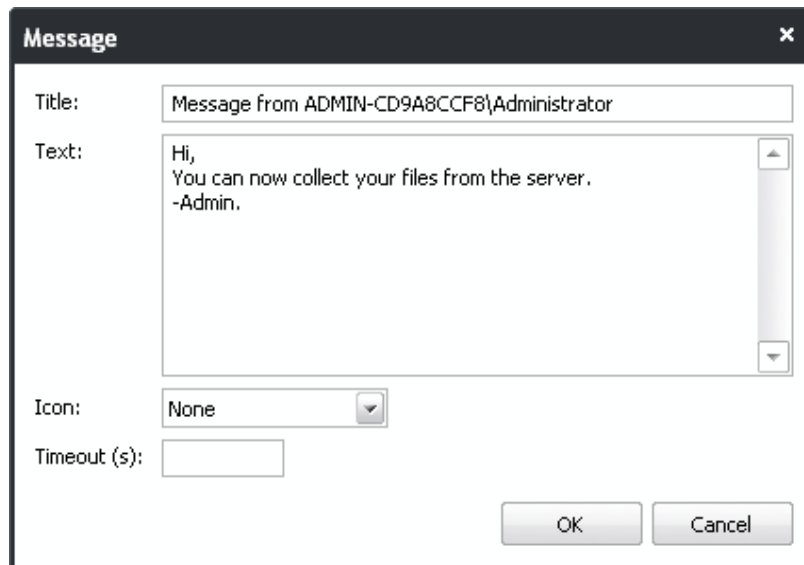 Message
Title: Message from ADMIN-CD9A8CCF8\Administrator
Text: Hi,
You can now collect your files from the server.
-Admin.
Icon: None
Timeout (s):
OK Cancel